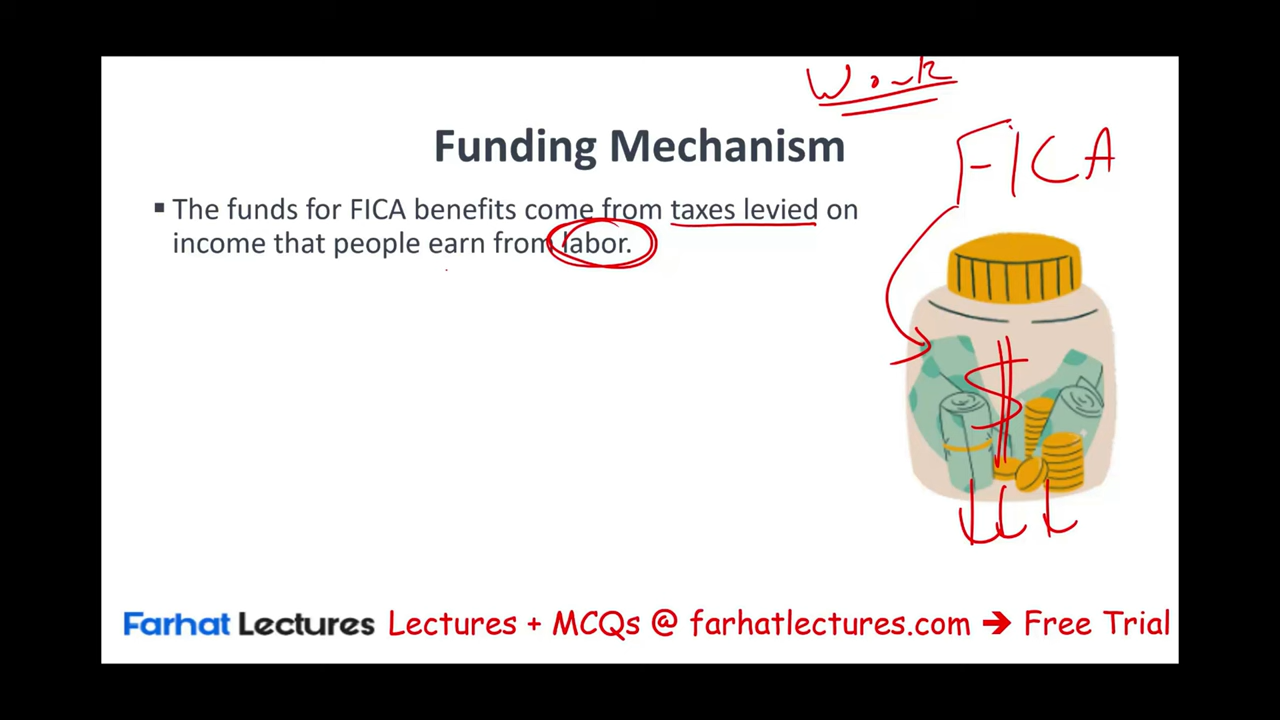 Work
Funding Mechanism
FICA
▪ The funds for FICA benefits come from taxes levied on
income that people earn from labor.
$
Farhat Lectures Lectures + MCQs @ farhatlectures.com → Free Trial